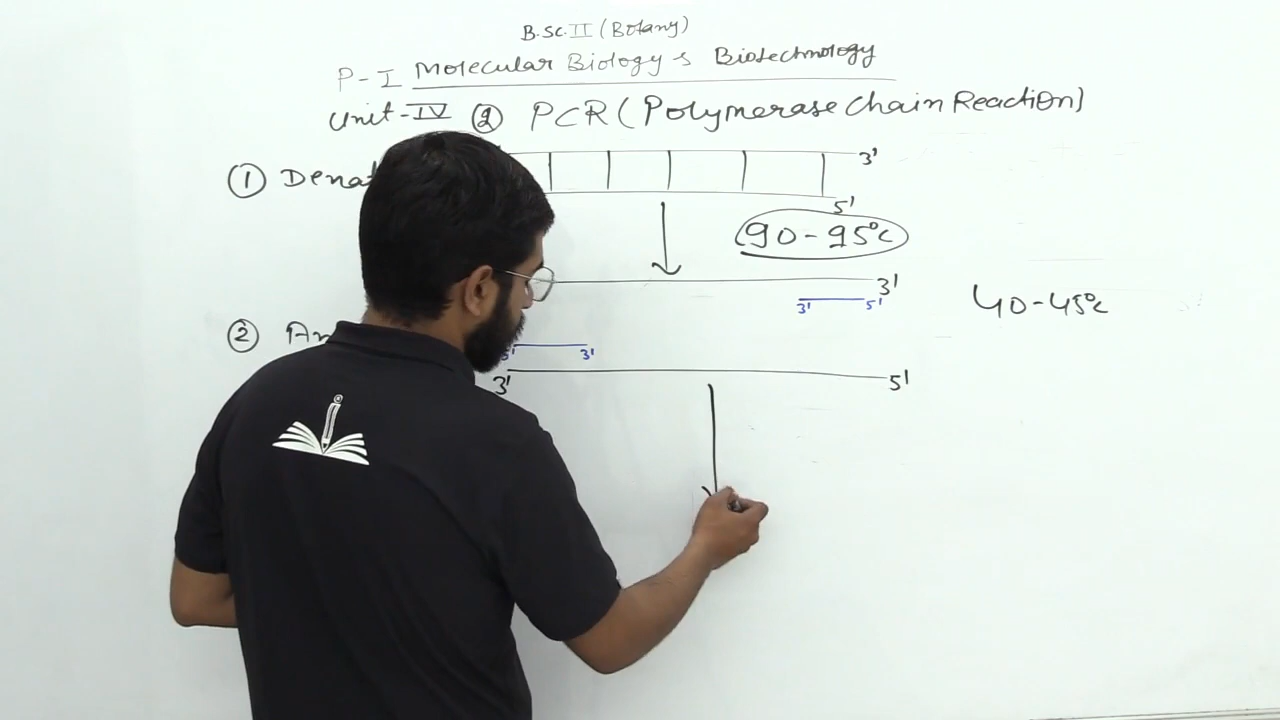 B.Sc.II (Botany)
P-I Molecular Biology & Biotechnology
Unit-IV ② PCR (Polymerase Chain Reaction)
① Denat
3'
5'
90-95°c
3'
3' 5'
40-45°c
② An
5' 3'
3' 5'